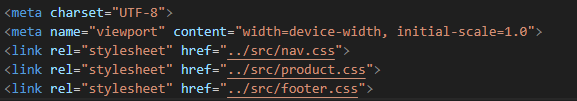 <meta charset="UTF-8">
<meta name="viewport" content="width=device-width, initial-scale=1.0">
<link rel="stylesheet" href="../src/nav.css">
<link rel="stylesheet" href="../src/product.css">
<link rel="stylesheet" href="../src/footer.css">